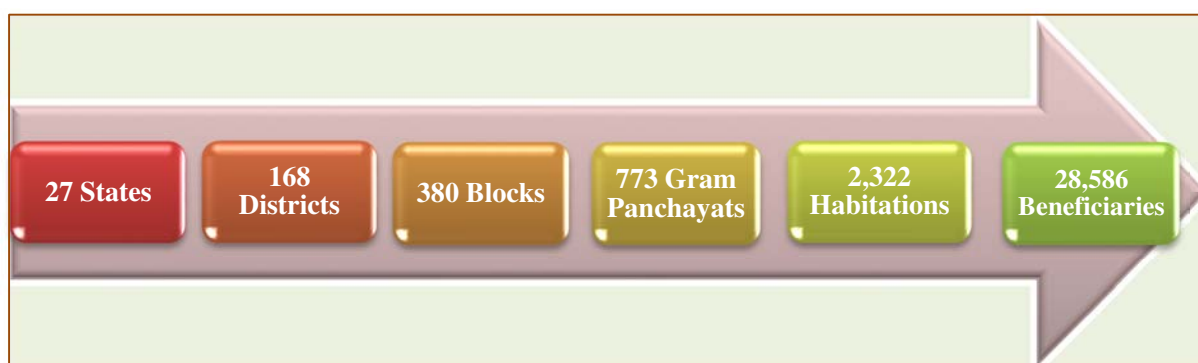 27 States
168
Districts
380 Blocks
773 Gram
Panchayats
2,322
Habitations
28,586
Beneficiaries